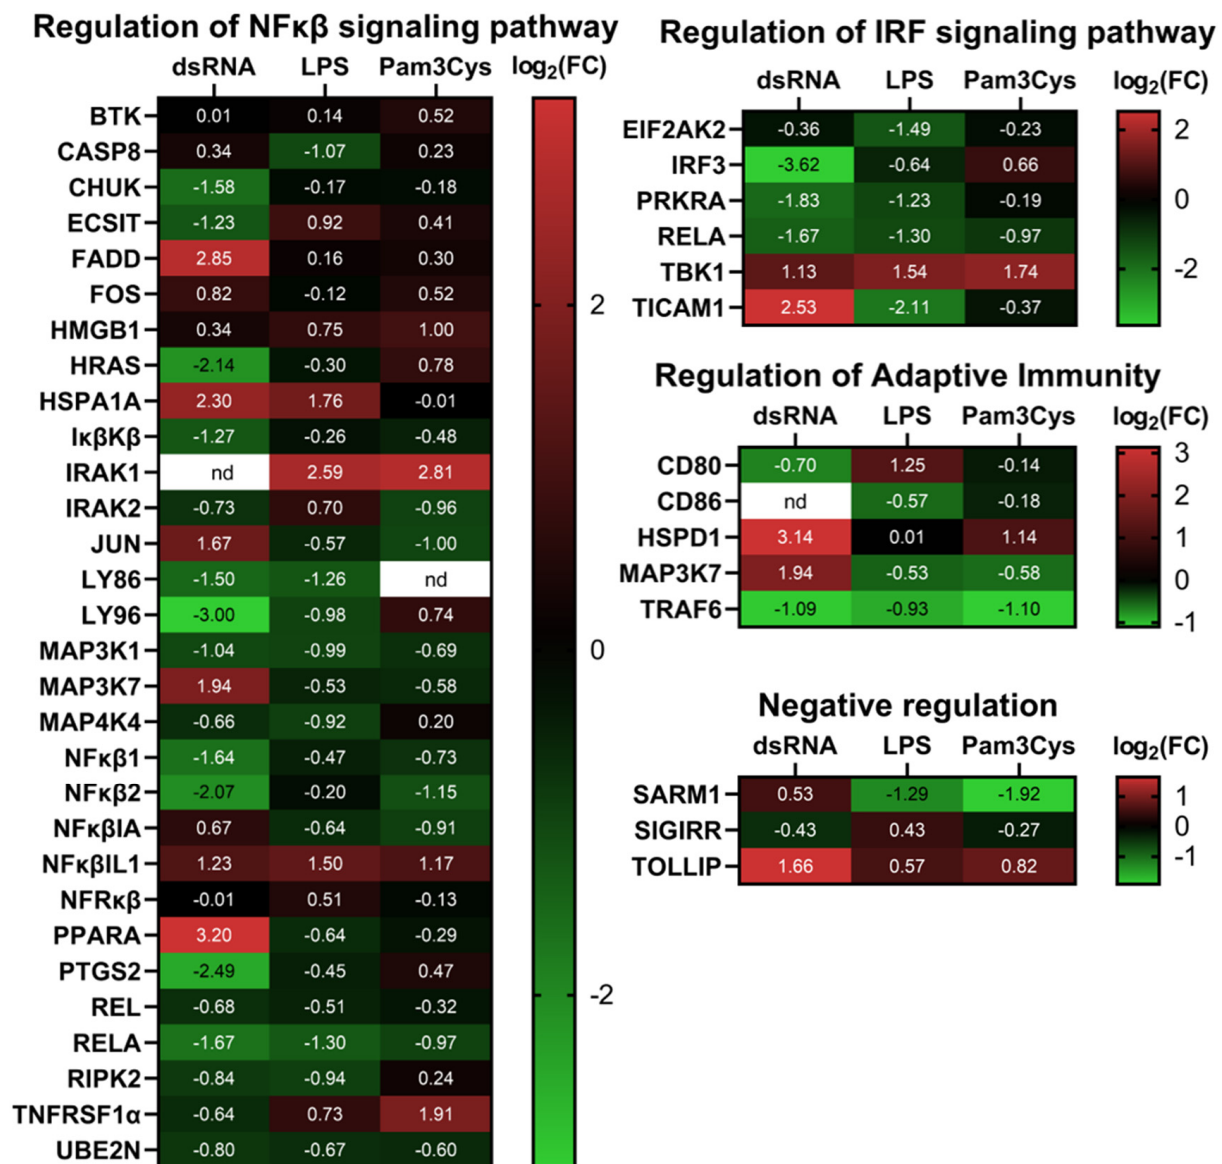 Regulation of NFκβ signaling pathway
dsRNA LPS Pam3Cys log2(FC)
BTK 0.01 0.14 0.52
CASP8 0.34 -1.07 0.23
CHUK -1.58 -0.17 -0.18
ECSIT -1.23 0.92 0.41
FADD 2.85 0.16 0.30
FOS 0.82 -0.12 0.52
HMGB1 0.34 0.75 1.00
HRAS -2.14 -0.30 0.78
HSPA1A 2.30 1.76 -0.01
IκβKβ -1.27 -0.26 -0.48
IRAK1 nd 2.59 2.81
IRAK2 -0.73 0.70 -0.96
JUN 1.67 -0.57 -1.00
LY86 -1.50 -1.26 nd
LY96 -3.00 -0.98 0.74
MAP3K1 -1.04 -0.99 -0.69
MAP3K7 1.94 -0.53 -0.58
MAP4K4 -0.66 -0.92 0.20
NFκβ1 -1.64 -0.47 -0.73
NFκβ2 -2.07 -0.20 -1.15
NFκβIA 0.67 -0.64 -0.91
NFκβIL1 1.23 1.50 1.17
NFRκβ -0.01 0.51 -0.13
PPARA 3.20 -0.64 -0.29
PTGS2 -2.49 -0.45 0.47
REL -0.68 -0.51 -0.32
RELA -1.67 -1.30 -0.97
RIPK2 -0.84 -0.94 0.24
TNFRSF1α -0.64 0.73 1.91
UBE2N -0.80 -0.67 -0.60
2
0
-2
Regulation of IRF signaling pathway
dsRNA LPS Pam3Cys log2(FC)
EIF2AK2 -0.36 -1.49 -0.23
IRF3 -3.62 -0.64 0.66
PRKRA -1.83 -1.23 -0.19
RELA -1.67 -1.30 -0.97
TBK1 1.13 1.54 1.74
TICAM1 2.53 -2.11 -0.37
2
0
-2
Regulation of Adaptive Immunity
dsRNA LPS Pam3Cys log2(FC)
CD80 -0.70 1.25 -0.14
CD86 nd -0.57 -0.18
HSPD1 3.14 0.01 1.14
MAP3K7 1.94 -0.53 -0.58
TRAF6 -1.09 -0.93 -1.10
3
2
1
0
-1
Negative regulation
dsRNA LPS Pam3Cys log2(FC)
SARM1 0.53 -1.29 -1.92
SIGIRR -0.43 0.43 -0.27
TOLLIP 1.66 0.57 0.82
1
0
-1